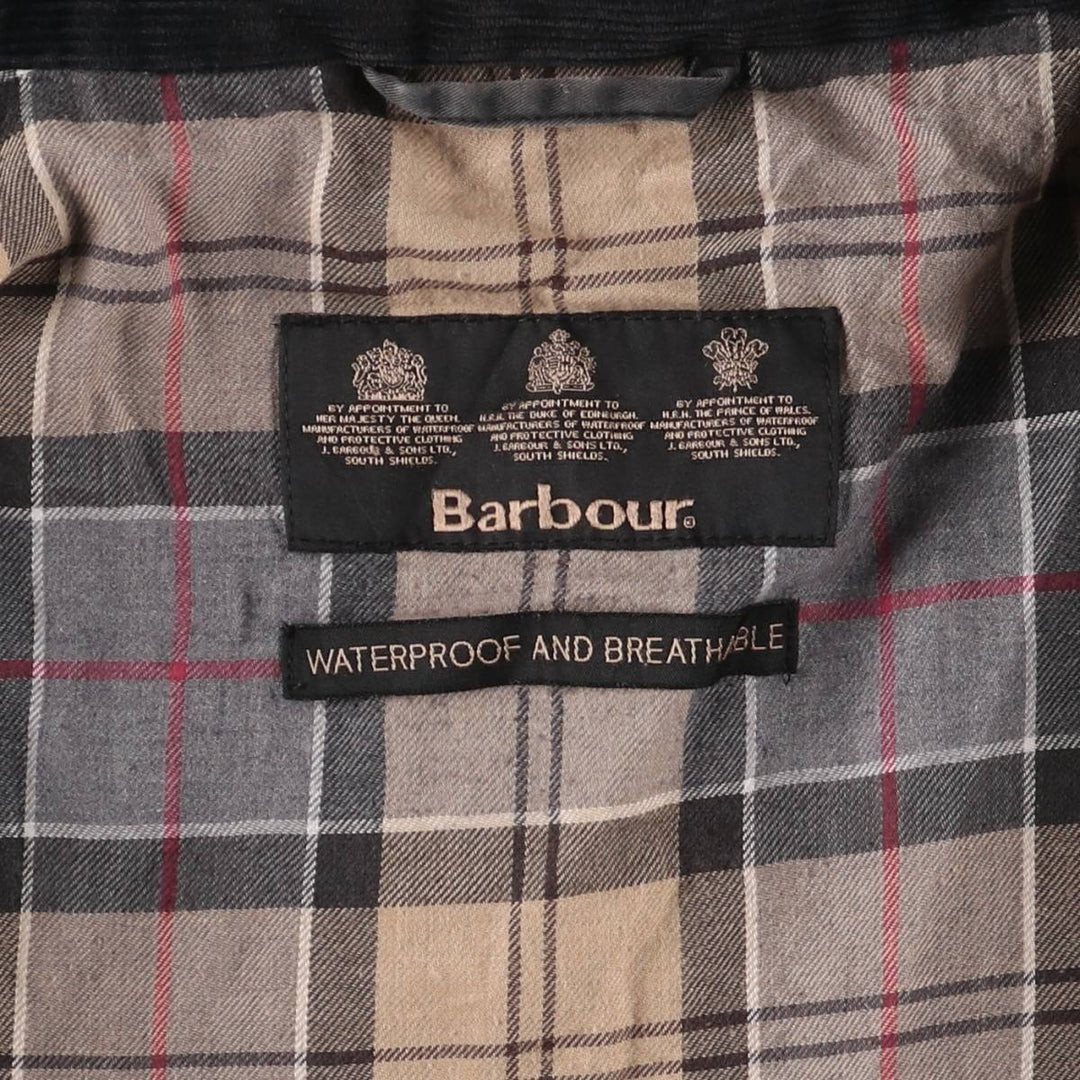 BY APPOINTMENT TO
HER MAJESTY THE QUEEN.
MANUFACTURERS OF WATERPROOF
AND PROTECTIVE CLOTHING
J. BARBOUR & SONS LTD.,
SOUTH SHIELDS.
BY APPOINTMENT TO
H.R.H. THE DUKE OF EDINBURGH.
MANUFACTURERS OF WATERPROOF
AND PROTECTIVE CLOTHING
J. BARBOUR & SONS LTD.,
SOUTH SHIELDS.
BY APPOINTMENT TO
H.R.H. THE PRINCE OF WALES.
MANUFACTURERS OF WATERPROOF
AND PROTECTIVE CLOTHING
J. BARBOUR & SONS LTD.,
SOUTH SHIELDS.
Barbour®
WATERPROOF AND BREATHABLE